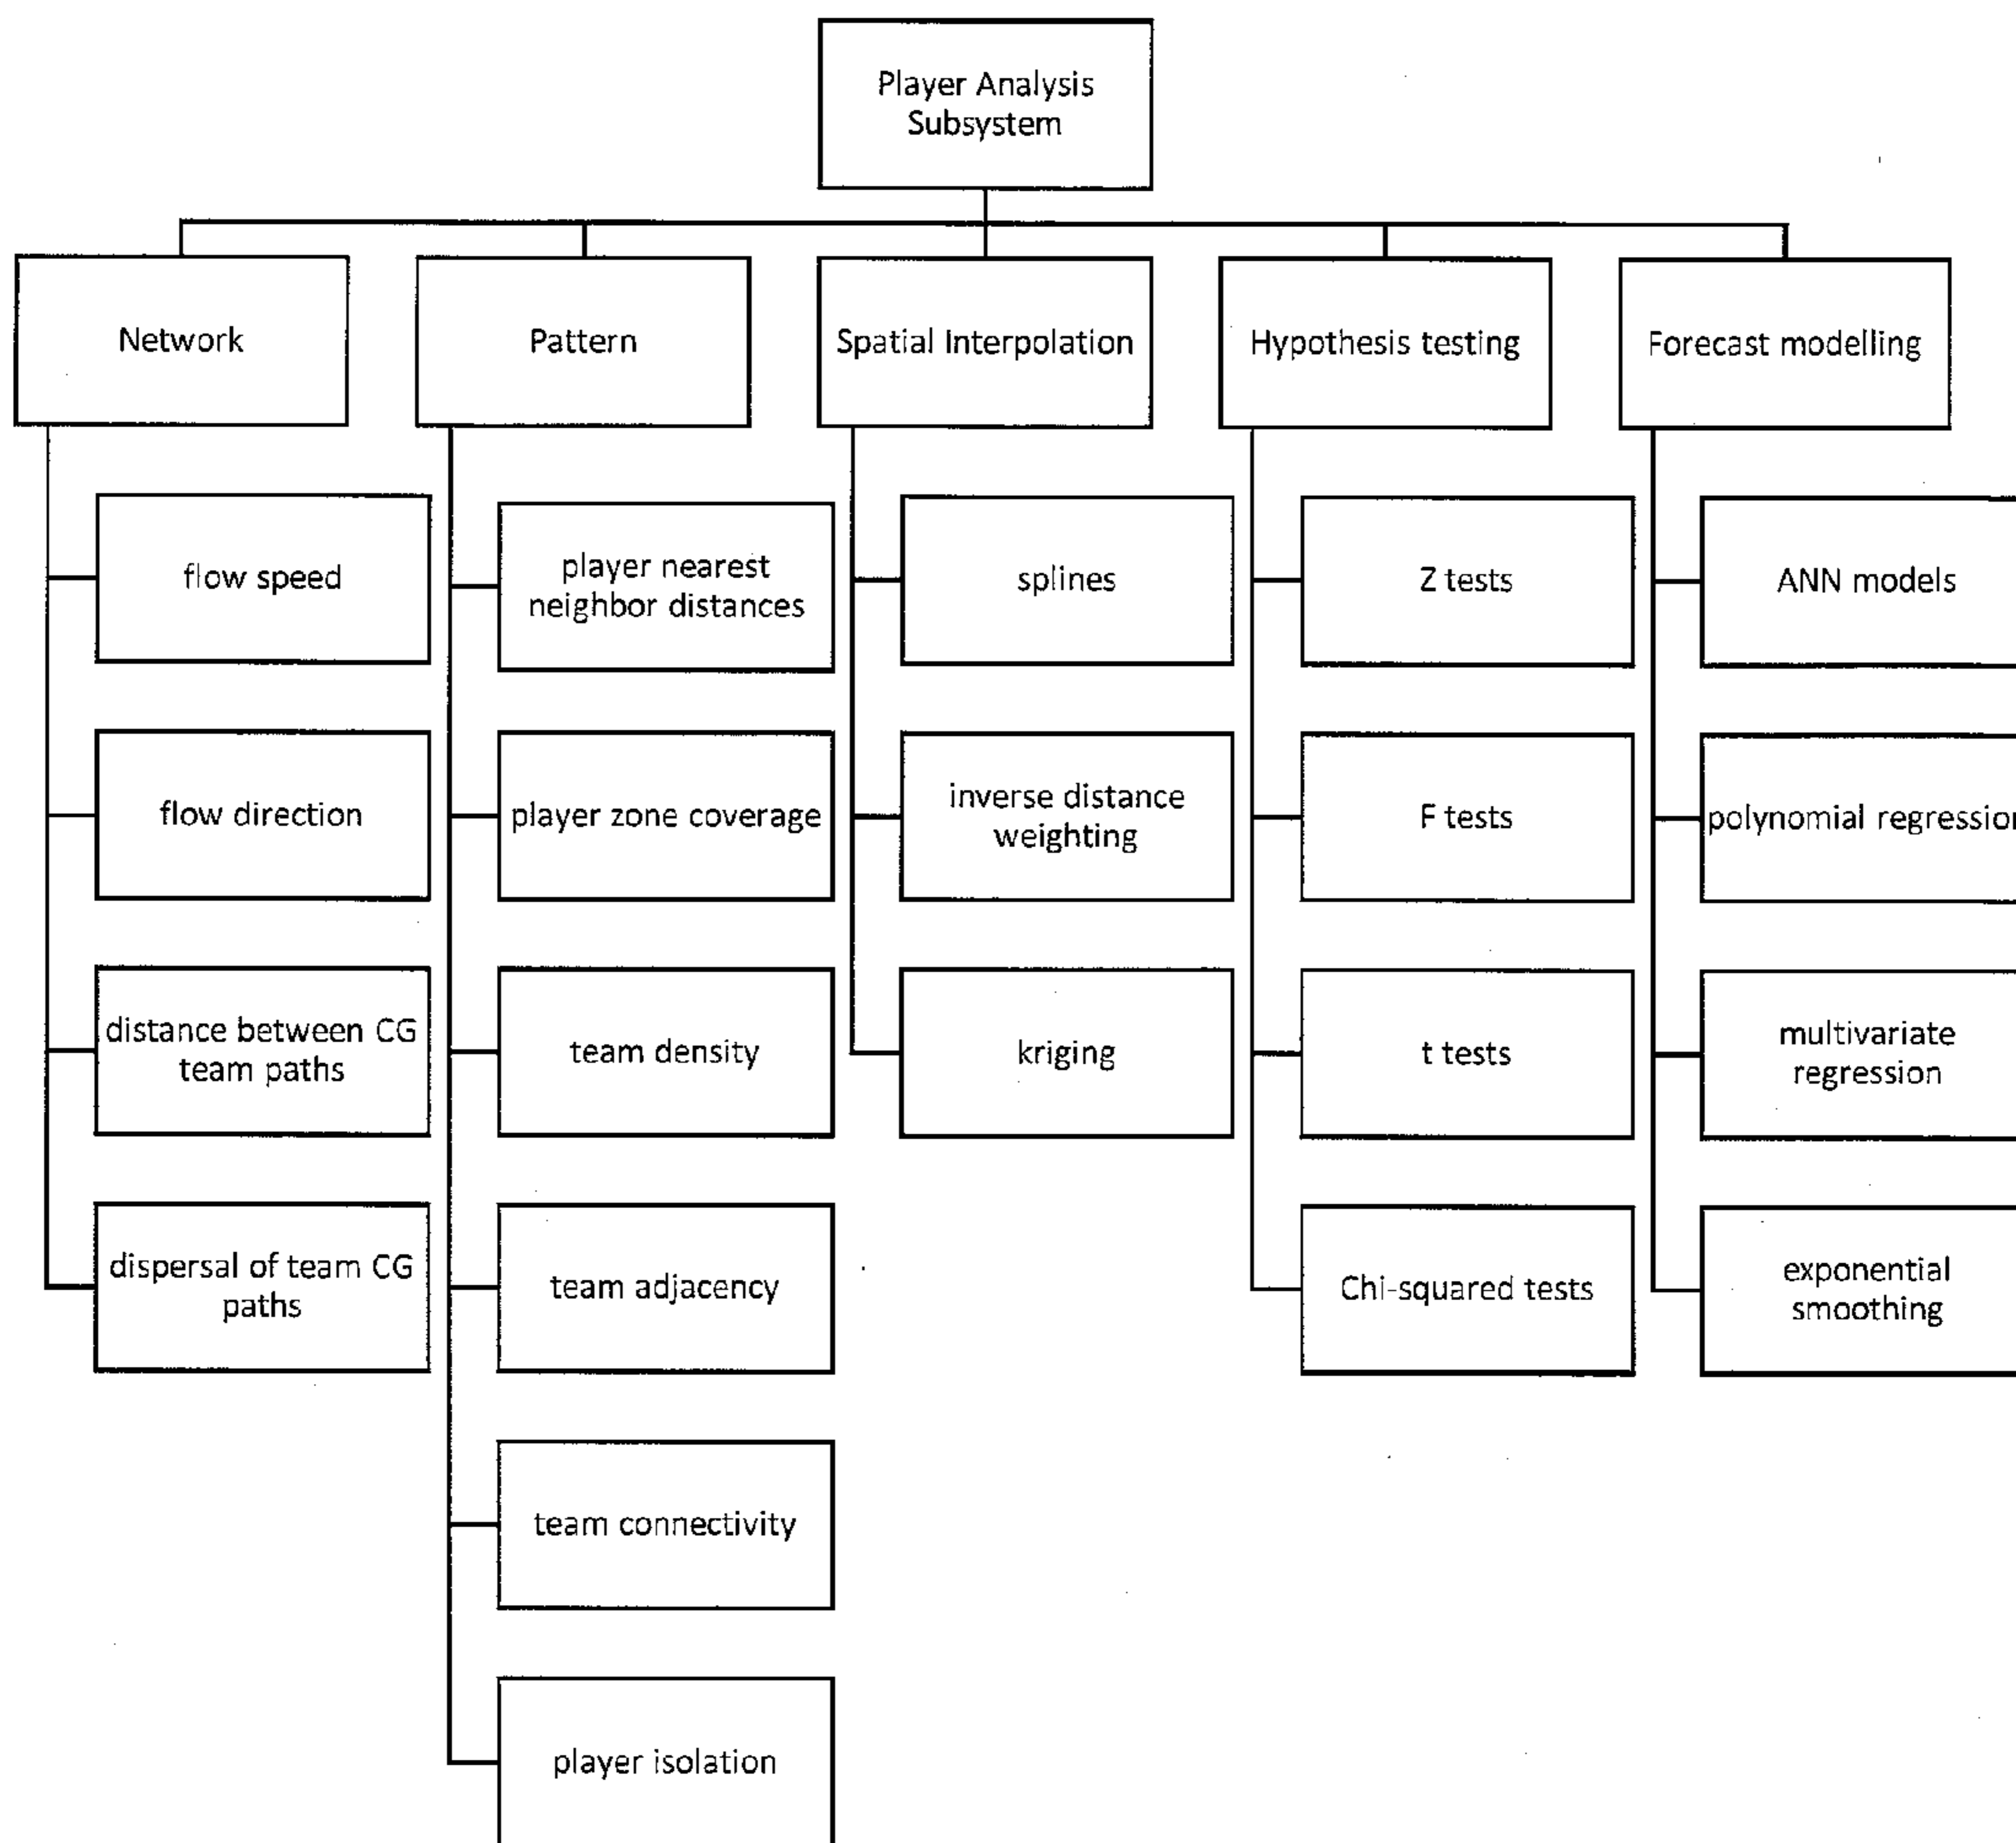 Player Analysis
Subsystem
Network
Pattern
Spatial Interpolation
Hypothesis testing
Forecast modelling
flow speed
flow direction
distance between CG
team paths
dispersal of team CG
paths
player nearest
neighbor distances
player zone coverage
team density
team adjacency
team connectivity
player isolation
splines
inverse distance
weighting
kriging
Z tests
F tests
t tests
Chi-squared tests
ANN models
polynomial regression
multivariate
regression
exponential
smoothing